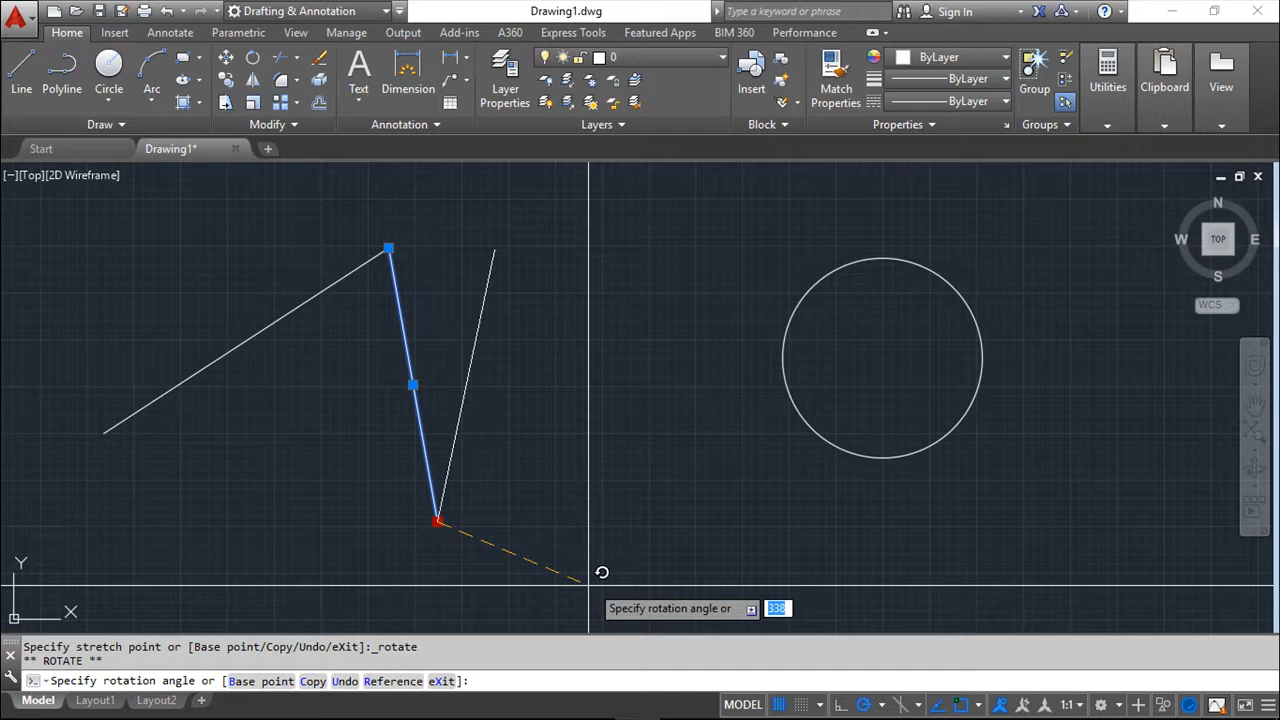 Drafting & Annotation
Drawing1.dwg
Type a keyword or phrase
Sign In
Home Insert Annotate Parametric View Manage Output Add-ins A360 Express Tools Featured Apps BIM 360 Performance
Line Polyline Circle Arc
Text Dimension
Layer Properties
0
Insert
Match Properties
ByLayer
ByLayer
ByLayer
Group
Utilities
Clipboard
View
Draw Modify Annotation Layers Block Properties Groups
Start Drawing1*
[−][Top][2D Wireframe]
N
W TOP E
S
WCS
Y
X
Specify rotation angle or 338
Specify stretch point or [Base point/Copy/Undo/eXit]:_rotate
** ROTATE **
Specify rotation angle or [Base point Copy Undo Reference eXit]:
Model Layout1 Layout2 + MODEL 1:1